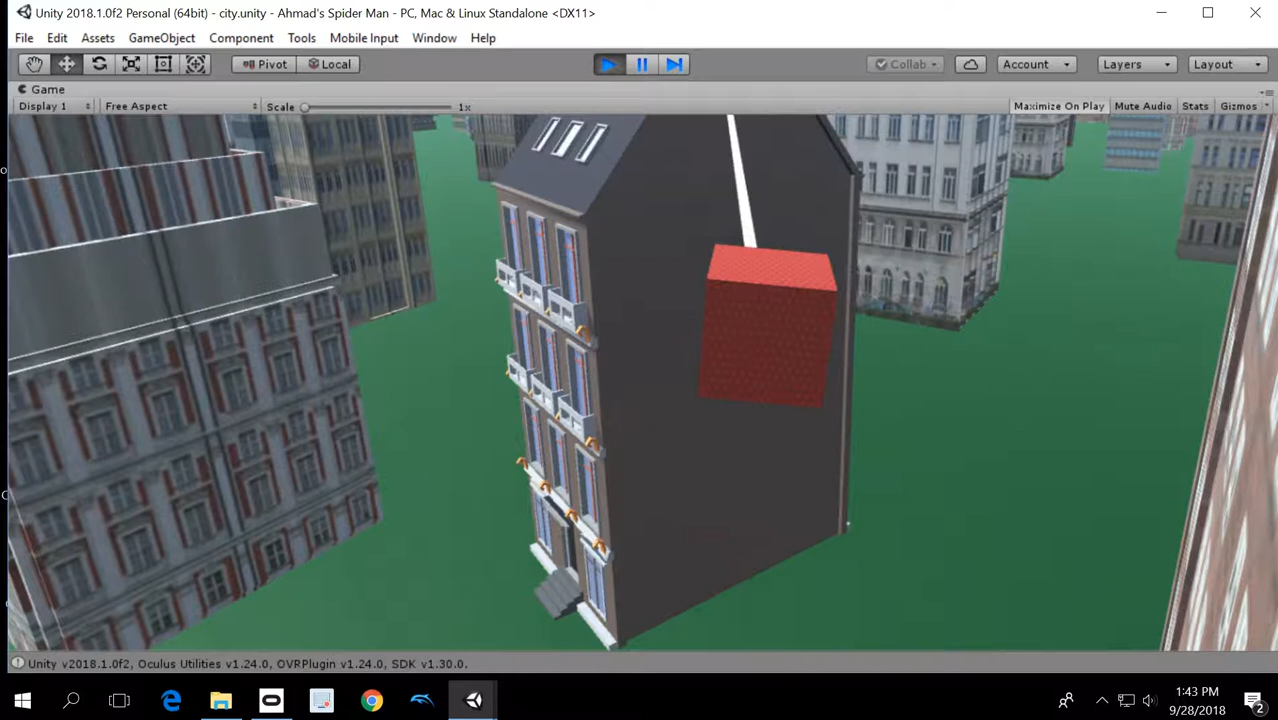 Unity 2018.1.0f2 Personal (64bit) - city.unity - Ahmad's Spider Man - PC, Mac & Linux Standalone <DX11>
File Edit Assets GameObject Component Tools Mobile Input Window Help
Pivot Local Collab Account Layers Layout
Game
Display 1 Free Aspect Scale 1x Maximize On Play Mute Audio Stats Gizmos
Unity v2018.1.0f2, Oculus Utilities v1.24.0, OVRPlugin v1.24.0, SDK v1.30.0.
1:43 PM
9/28/2018
2